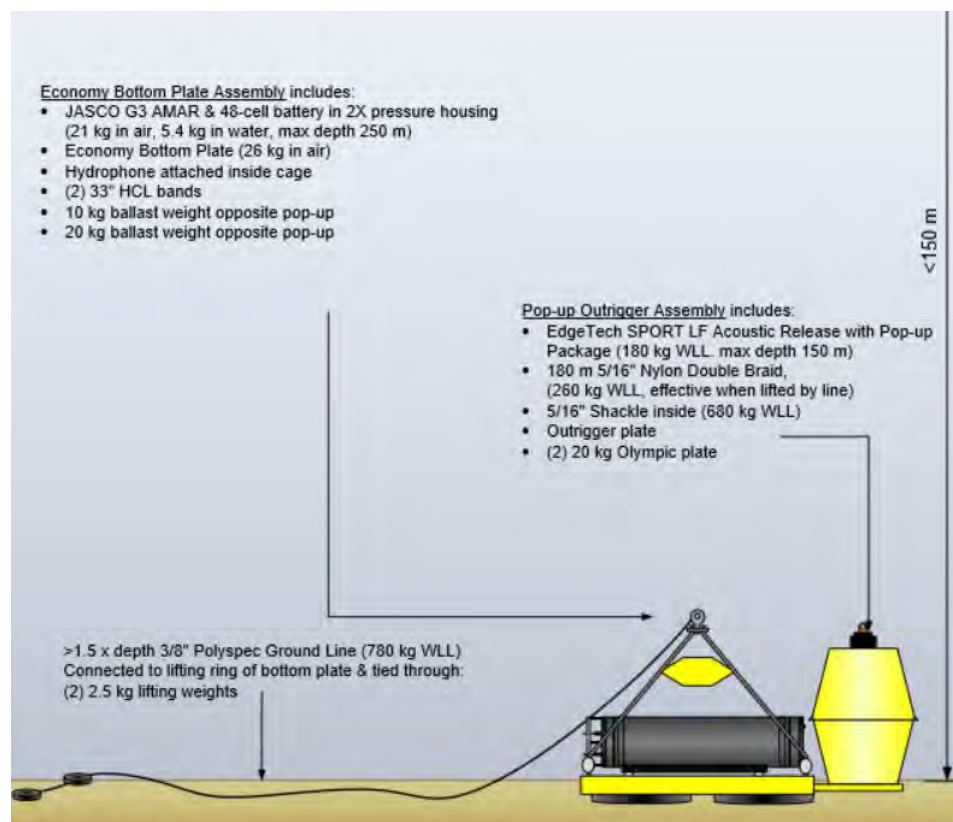 Economy Bottom Plate Assembly includes:
• JASCO G3 AMAR & 48-cell battery in 2X pressure housing
(21 kg in air, 5.4 kg in water, max depth 250 m)
• Economy Bottom Plate (26 kg in air)
• Hydrophone attached inside cage
• (2) 33" HCL bands
• 10 kg ballast weight opposite pop-up
• 20 kg ballast weight opposite pop-up
<150 m
Pop-up Outrigger Assembly includes:
• EdgeTech SPORT LF Acoustic Release with Pop-up
Package (180 kg WLL. max depth 150 m)
• 180 m 5/16" Nylon Double Braid,
(260 kg WLL, effective when lifted by line)
• 5/16" Shackle inside (680 kg WLL)
• Outrigger plate
• (2) 20 kg Olympic plate
>1.5 x depth 3/8" Polyspec Ground Line (780 kg WLL)
Connected to lifting ring of bottom plate & tied through:
(2) 2.5 kg lifting weights